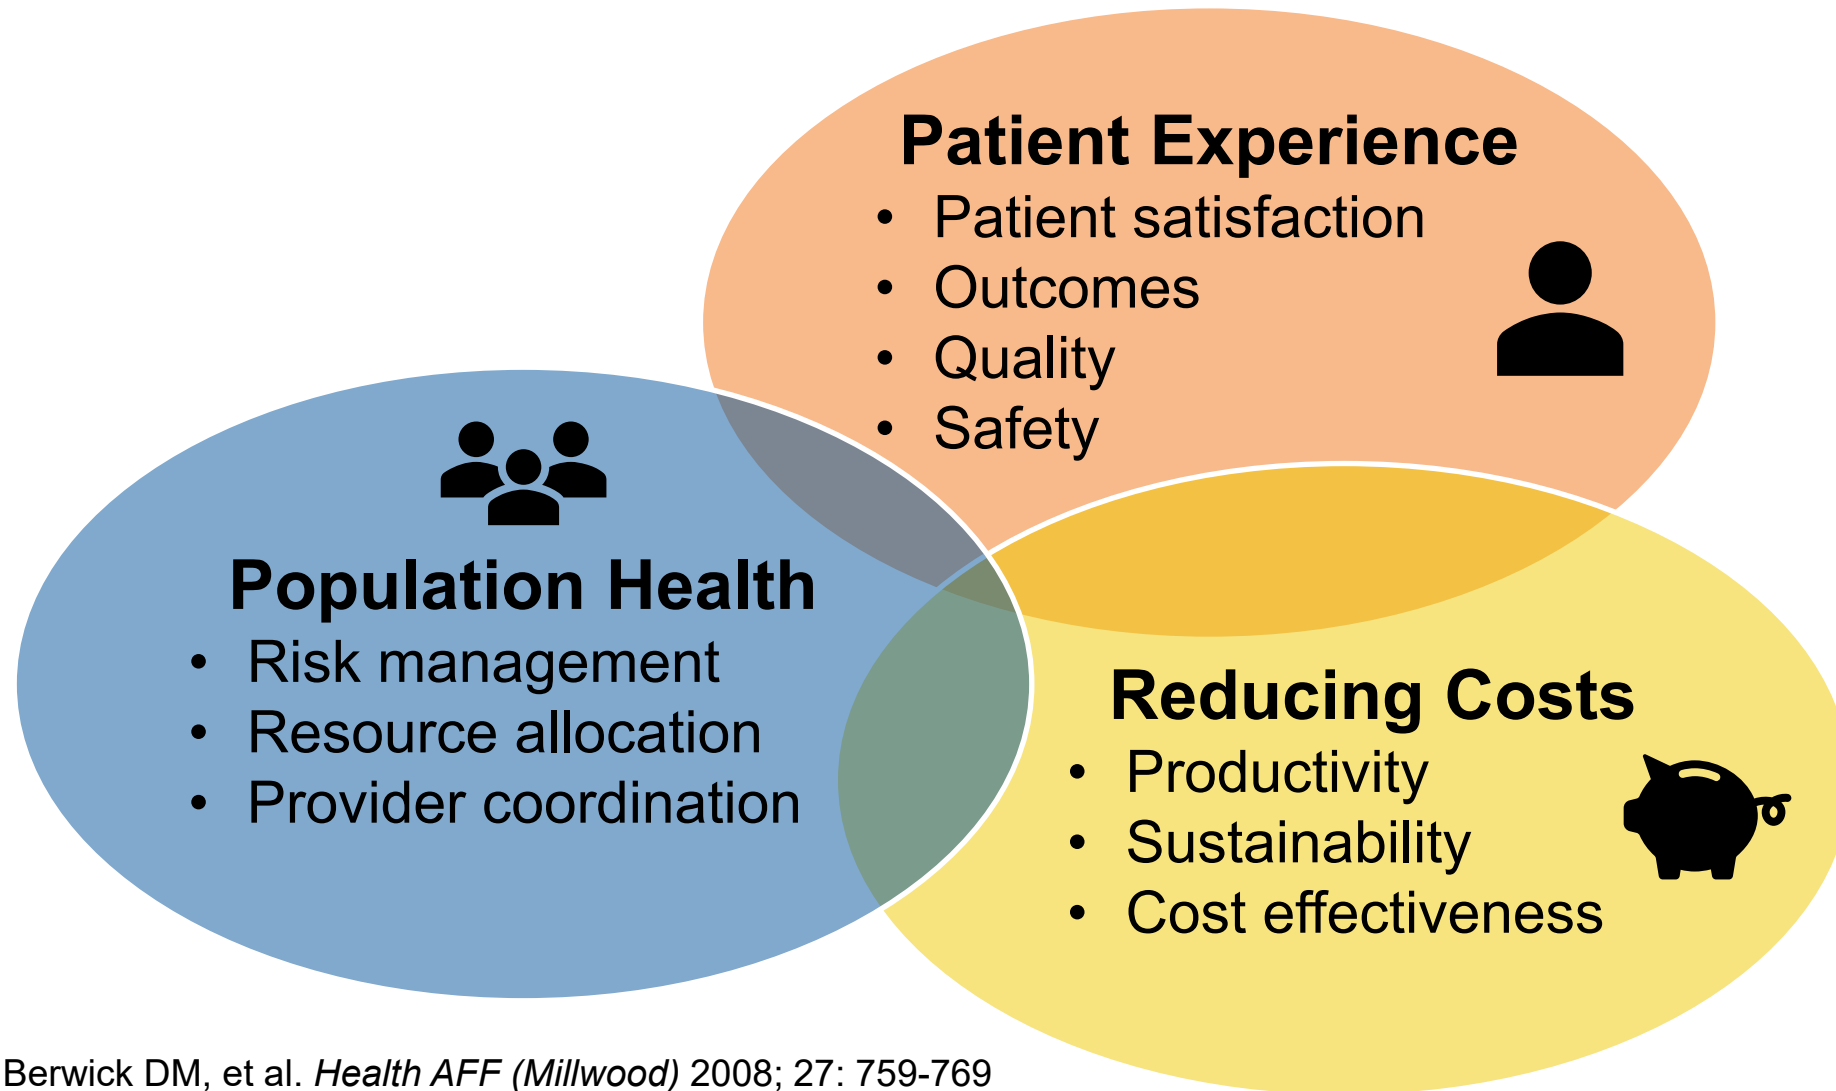 Patient Experience
• Patient satisfaction
• Outcomes
• Quality
• Safety
Population Health
• Risk management
• Resource allocation
• Provider coordination
Reducing Costs
• Productivity
• Sustainability
• Cost effectiveness
Berwick DM, et al. Health AFF (Millwood) 2008; 27: 759-769